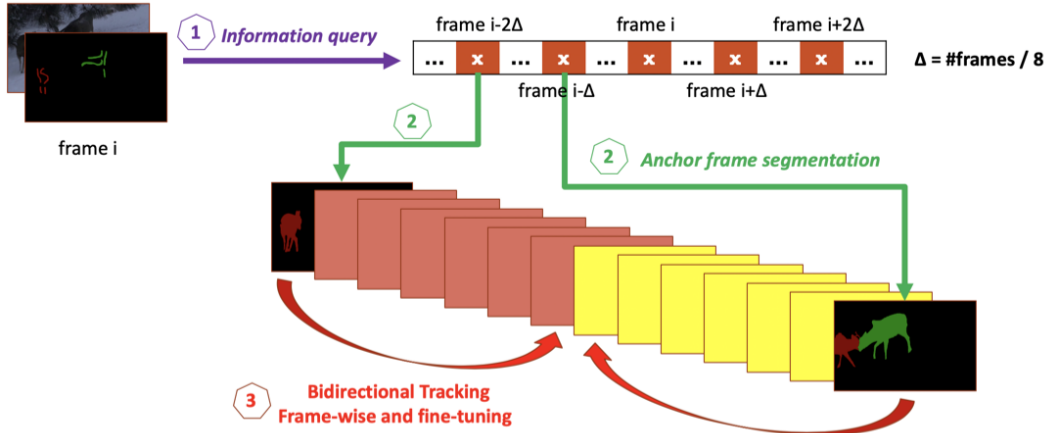 1 Information query
frame i-2Δ frame i frame i+2Δ
... x ... x ... x ... x ... x ...
Δ = #frames / 8
frame i-Δ frame i+Δ
frame i
2
2 Anchor frame segmentation
3 Bidirectional Tracking
Frame-wise and fine-tuning